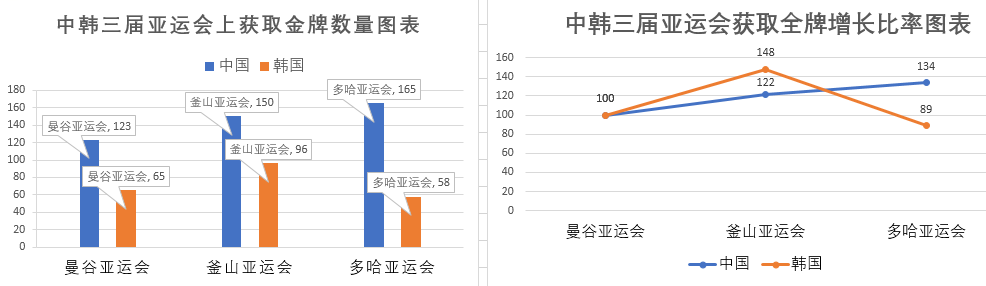 中韩三届亚运会上获取金牌数量图表
中国 韩国
180
160
140
120
100
80
60
40
20
0
曼谷亚运会, 123
曼谷亚运会, 65
釜山亚运会, 150
釜山亚运会, 96
多哈亚运会, 165
多哈亚运会, 58
曼谷亚运会 釜山亚运会 多哈亚运会
中韩三届亚运会获取全牌增长比率图表
160
140
120
100
80
60
40
20
0
100
100
148
122
134
89
曼谷亚运会 釜山亚运会 多哈亚运会
中国 韩国